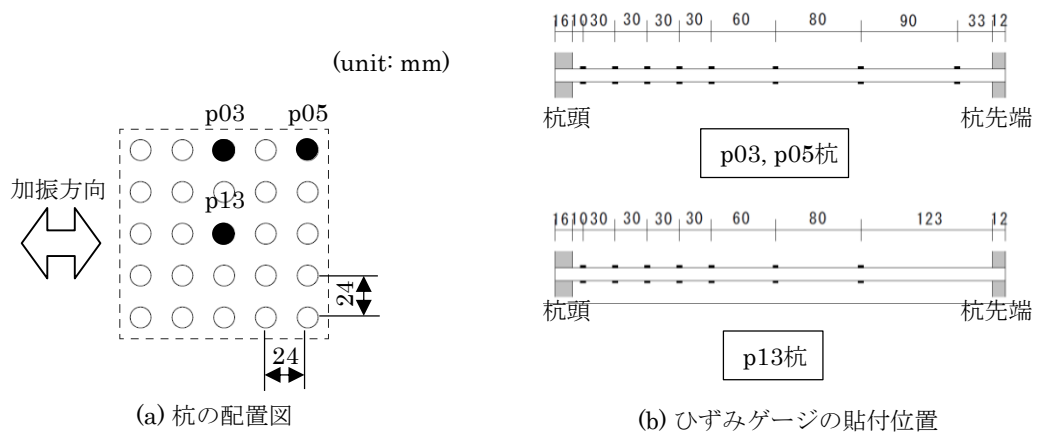 (unit: mm)
p03 p05
p13
加振方向
24
24
(a) 杭の配置図
16 10 30 30 30 30 60 80 90 33 12
杭頭 杭先端
p03, p05杭
16 10 30 30 30 30 60 80 123 12
杭頭 杭先端
p13杭
(b) ひずみゲージの貼付位置